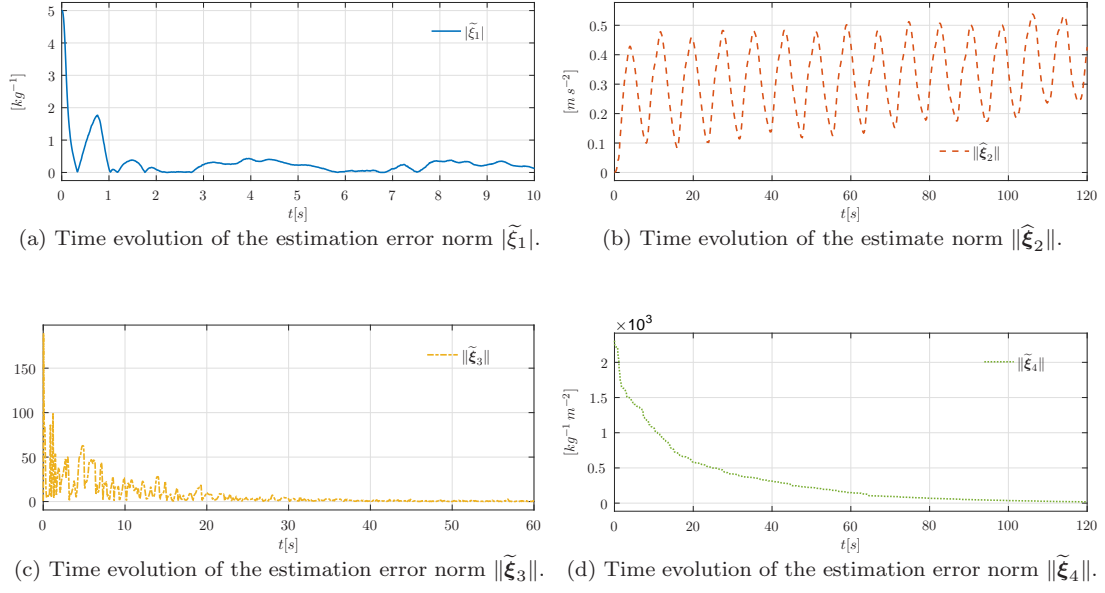 |ξ̃₁|
[kg⁻¹]
5
4
3
2
1
0
0 1 2 3 4 5 6 7 8 9 10
t[s]
(a) Time evolution of the estimation error norm |ξ̃₁|.
‖ξ̂₂‖
[m s⁻²]
0.5
0.4
0.3
0.2
0.1
0
0 20 40 60 80 100 120
t[s]
(b) Time evolution of the estimate norm ‖ξ̂₂‖.
‖ξ̃₃‖
150
100
50
0
0 10 20 30 40 50 60
t[s]
(c) Time evolution of the estimation error norm ‖ξ̃₃‖.
×10³
‖ξ̃₄‖
[kg⁻¹ m⁻²]
2
1.5
1
0.5
0
0 20 40 60 80 100 120
t[s]
(d) Time evolution of the estimation error norm ‖ξ̃₄‖.